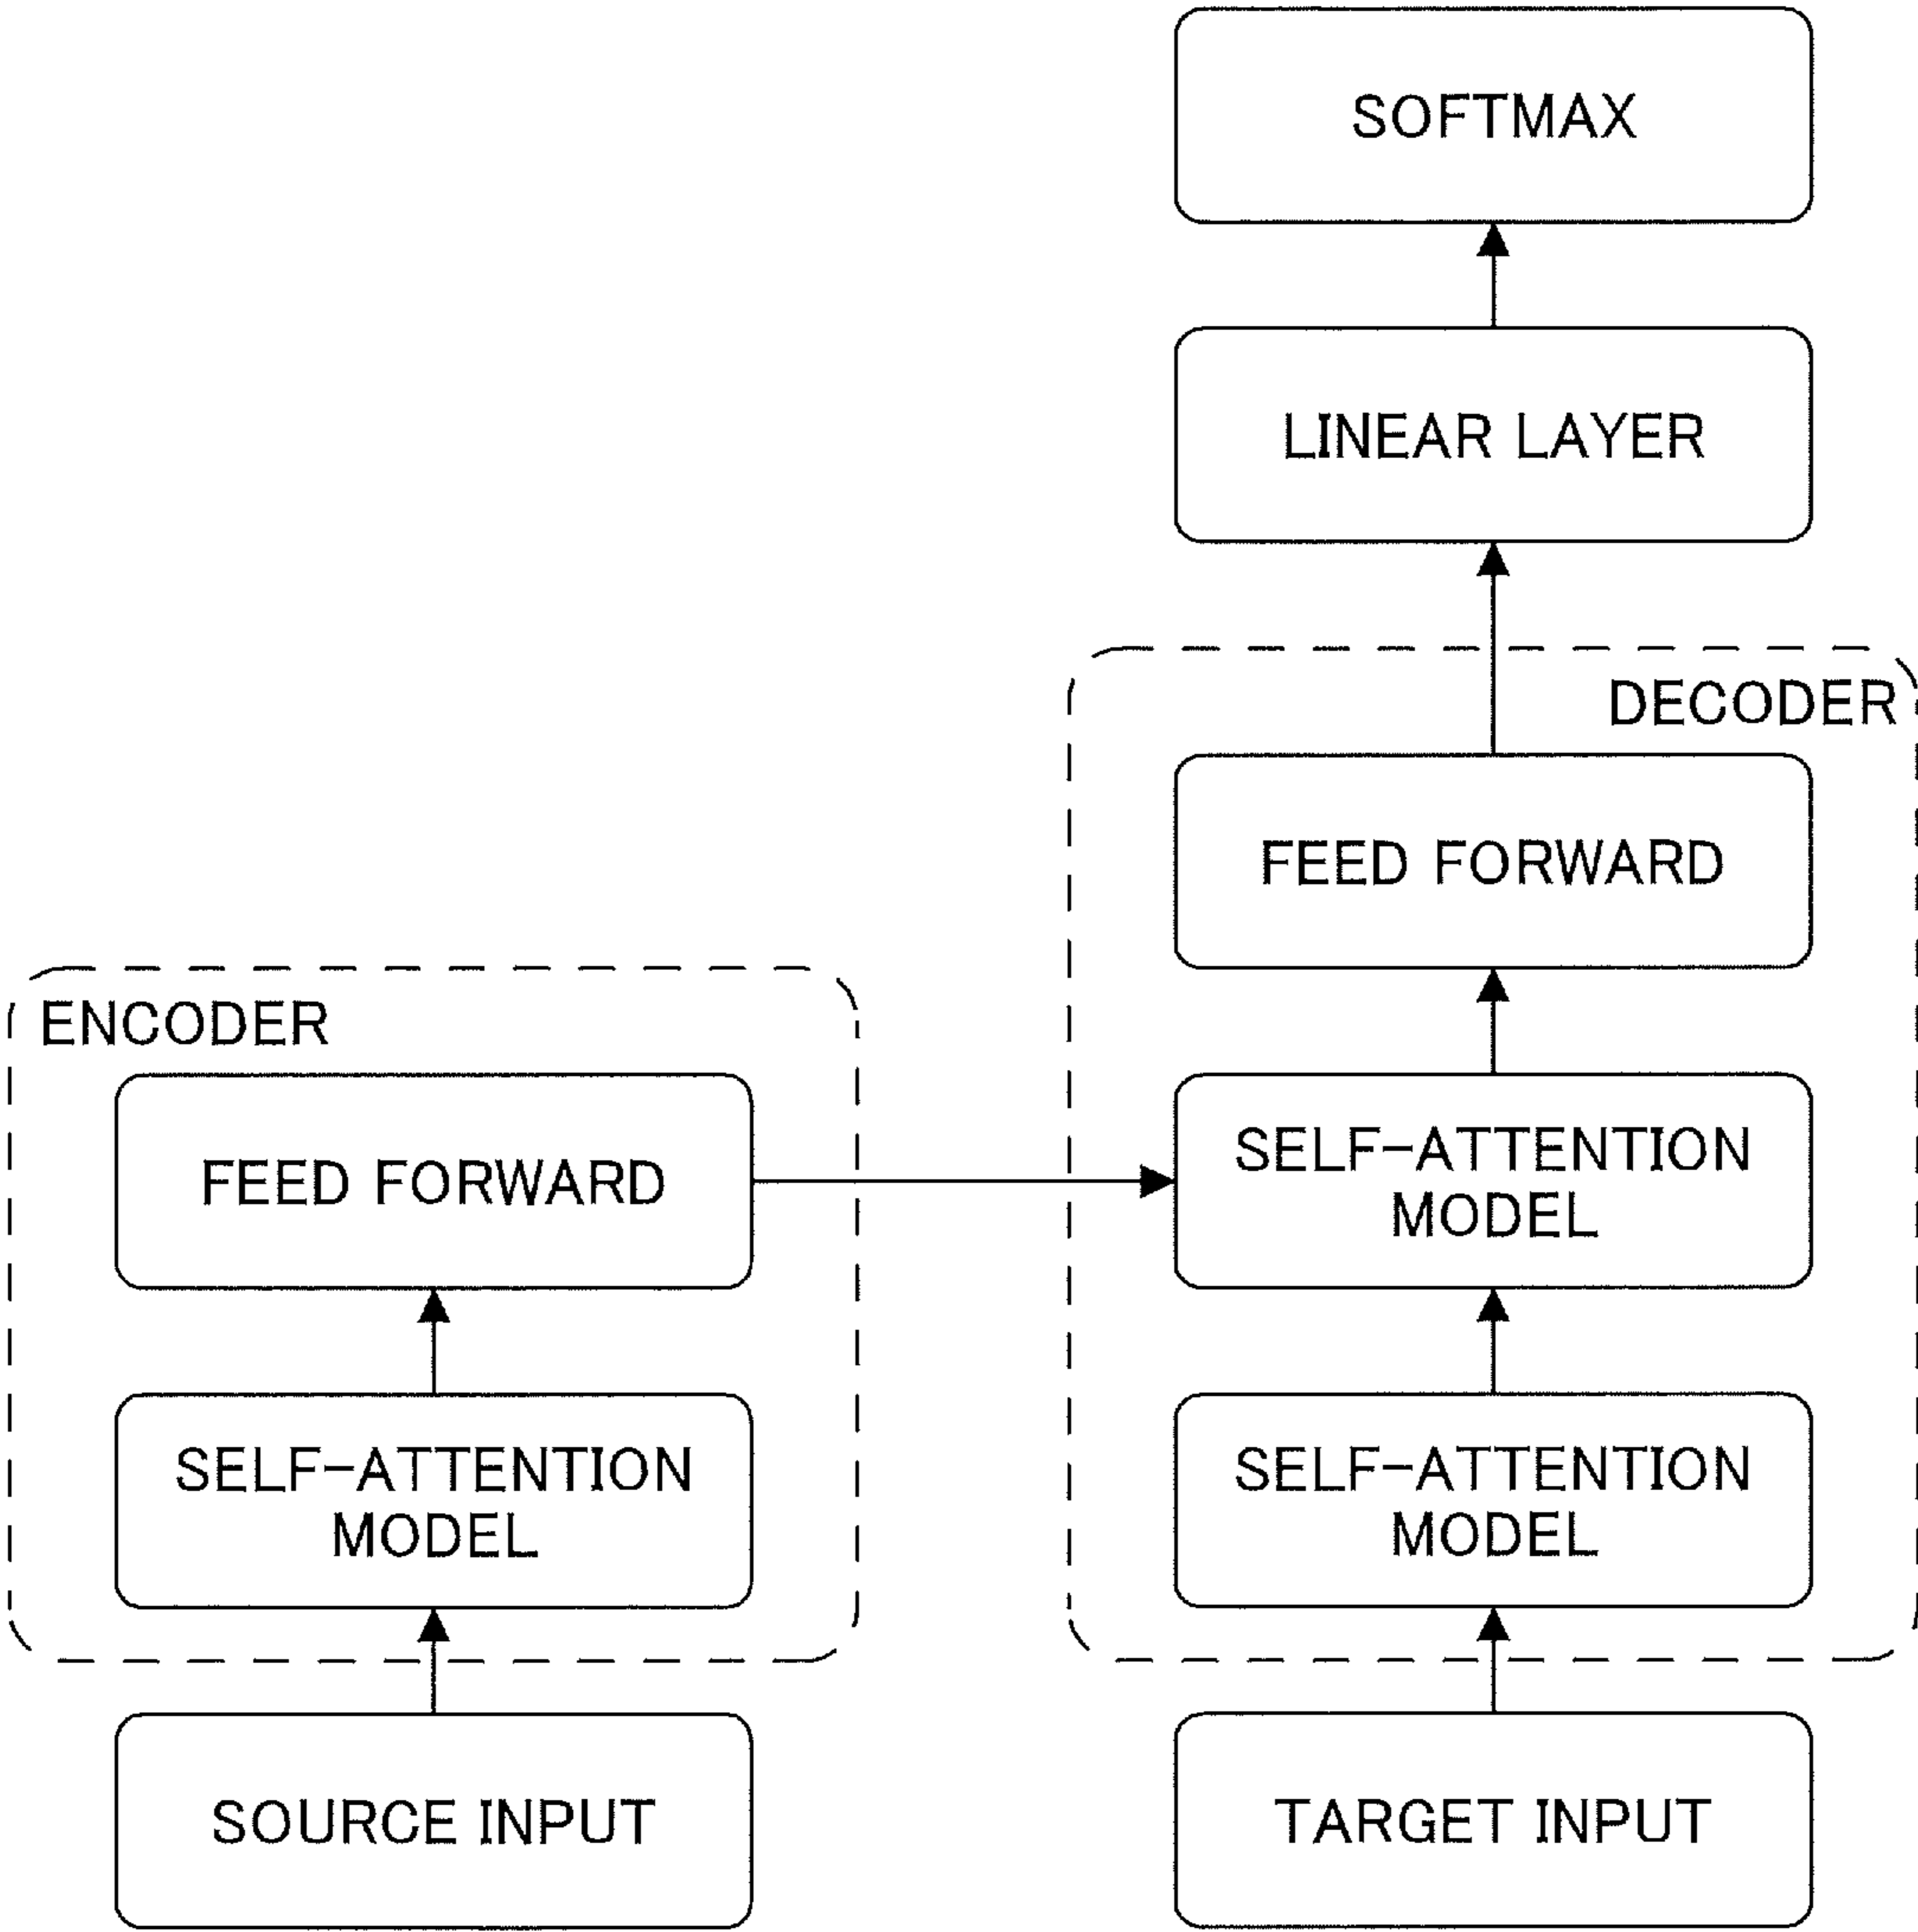 SOFTMAX
LINEAR LAYER
DECODER
FEED FORWARD
ENCODER
SELF-ATTENTION
MODEL
FEED FORWARD
SELF-ATTENTION
MODEL
SELF-ATTENTION
MODEL
SOURCE INPUT
TARGET INPUT